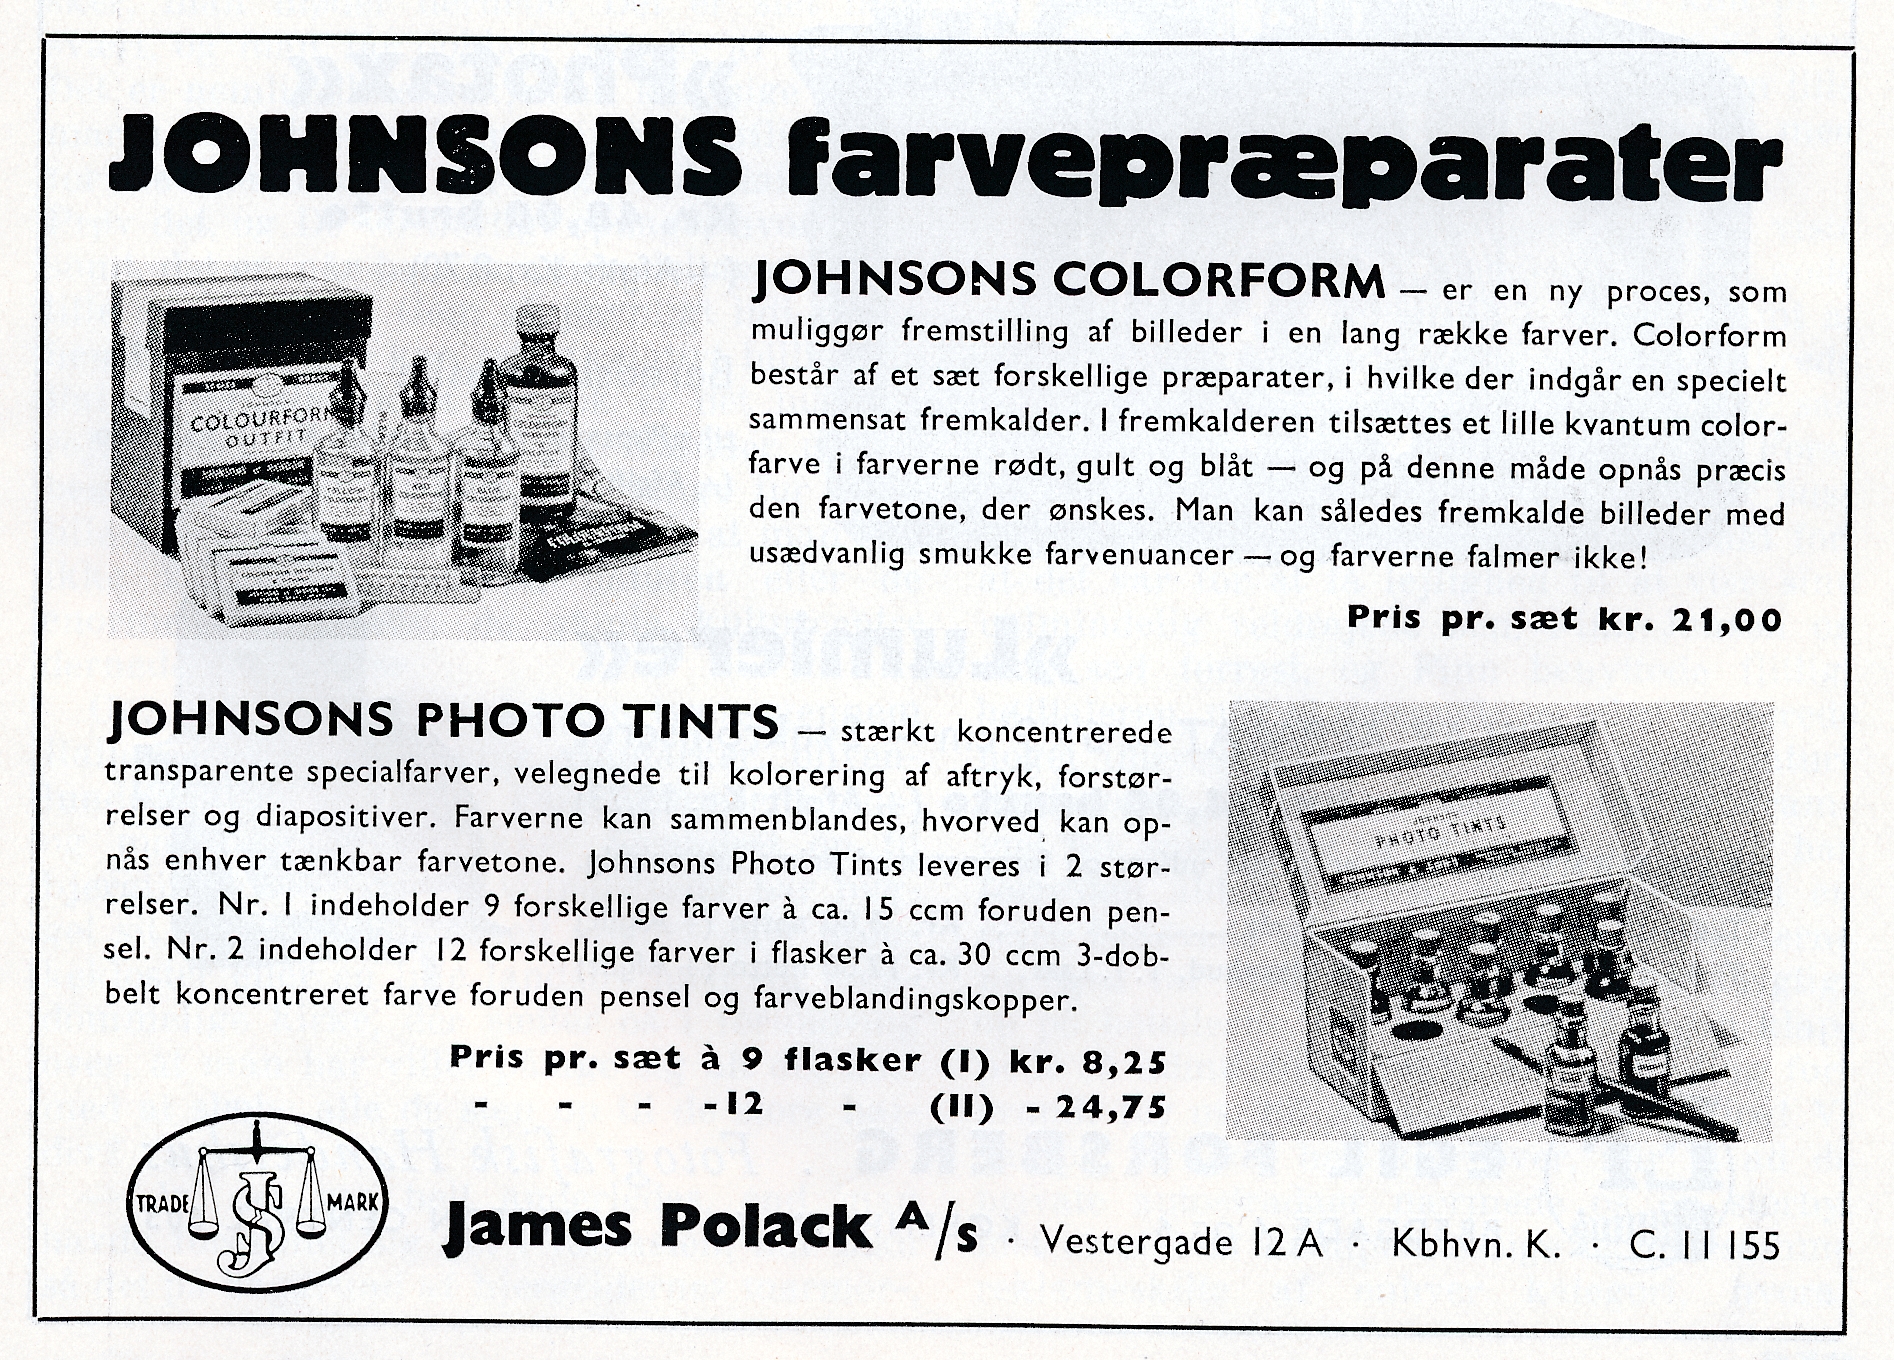 JOHNSONS farvepræparater
COLOURFORM
OUTFIT
JOHNSONS COLORFORM — er en ny proces, som
muliggør fremstilling af billeder i en lang række farver. Colorform
består af et sæt forskellige præparater, i hvilke der indgår en specielt
sammensat fremkalder. I fremkalderen tilsættes et lille kvantum color-
farve i farverne rødt, gult og blåt — og på denne måde opnås præcis
den farvetone, der ønskes. Man kan således fremkalde billeder med
usædvanlig smukke farvenuancer — og farverne falmer ikke!
Pris pr. sæt kr. 21,00
JOHNSONS PHOTO TINTS — stærkt koncentrerede
transparente specialfarver, velegnede til kolorering af aftryk, forstør-
relser og diapositiver. Farverne kan sammenblandes, hvorved kan op-
nås enhver tænkbar farvetone. Johnsons Photo Tints leveres i 2 stør-
relser. Nr. 1 indeholder 9 forskellige farver à ca. 15 ccm foruden pen-
sel. Nr. 2 indeholder 12 forskellige farver i flasker à ca. 30 ccm 3-dob-
belt koncentreret farve foruden pensel og farveblandingskopper.
Pris pr. sæt à 9 flasker (I) kr. 8,25
- - - - 12 - (II) - 24,75
PHOTO TINTS
TRADE MARK
James Polack A/s · Vestergade 12 A · Kbhvn. K. · C. 11 155